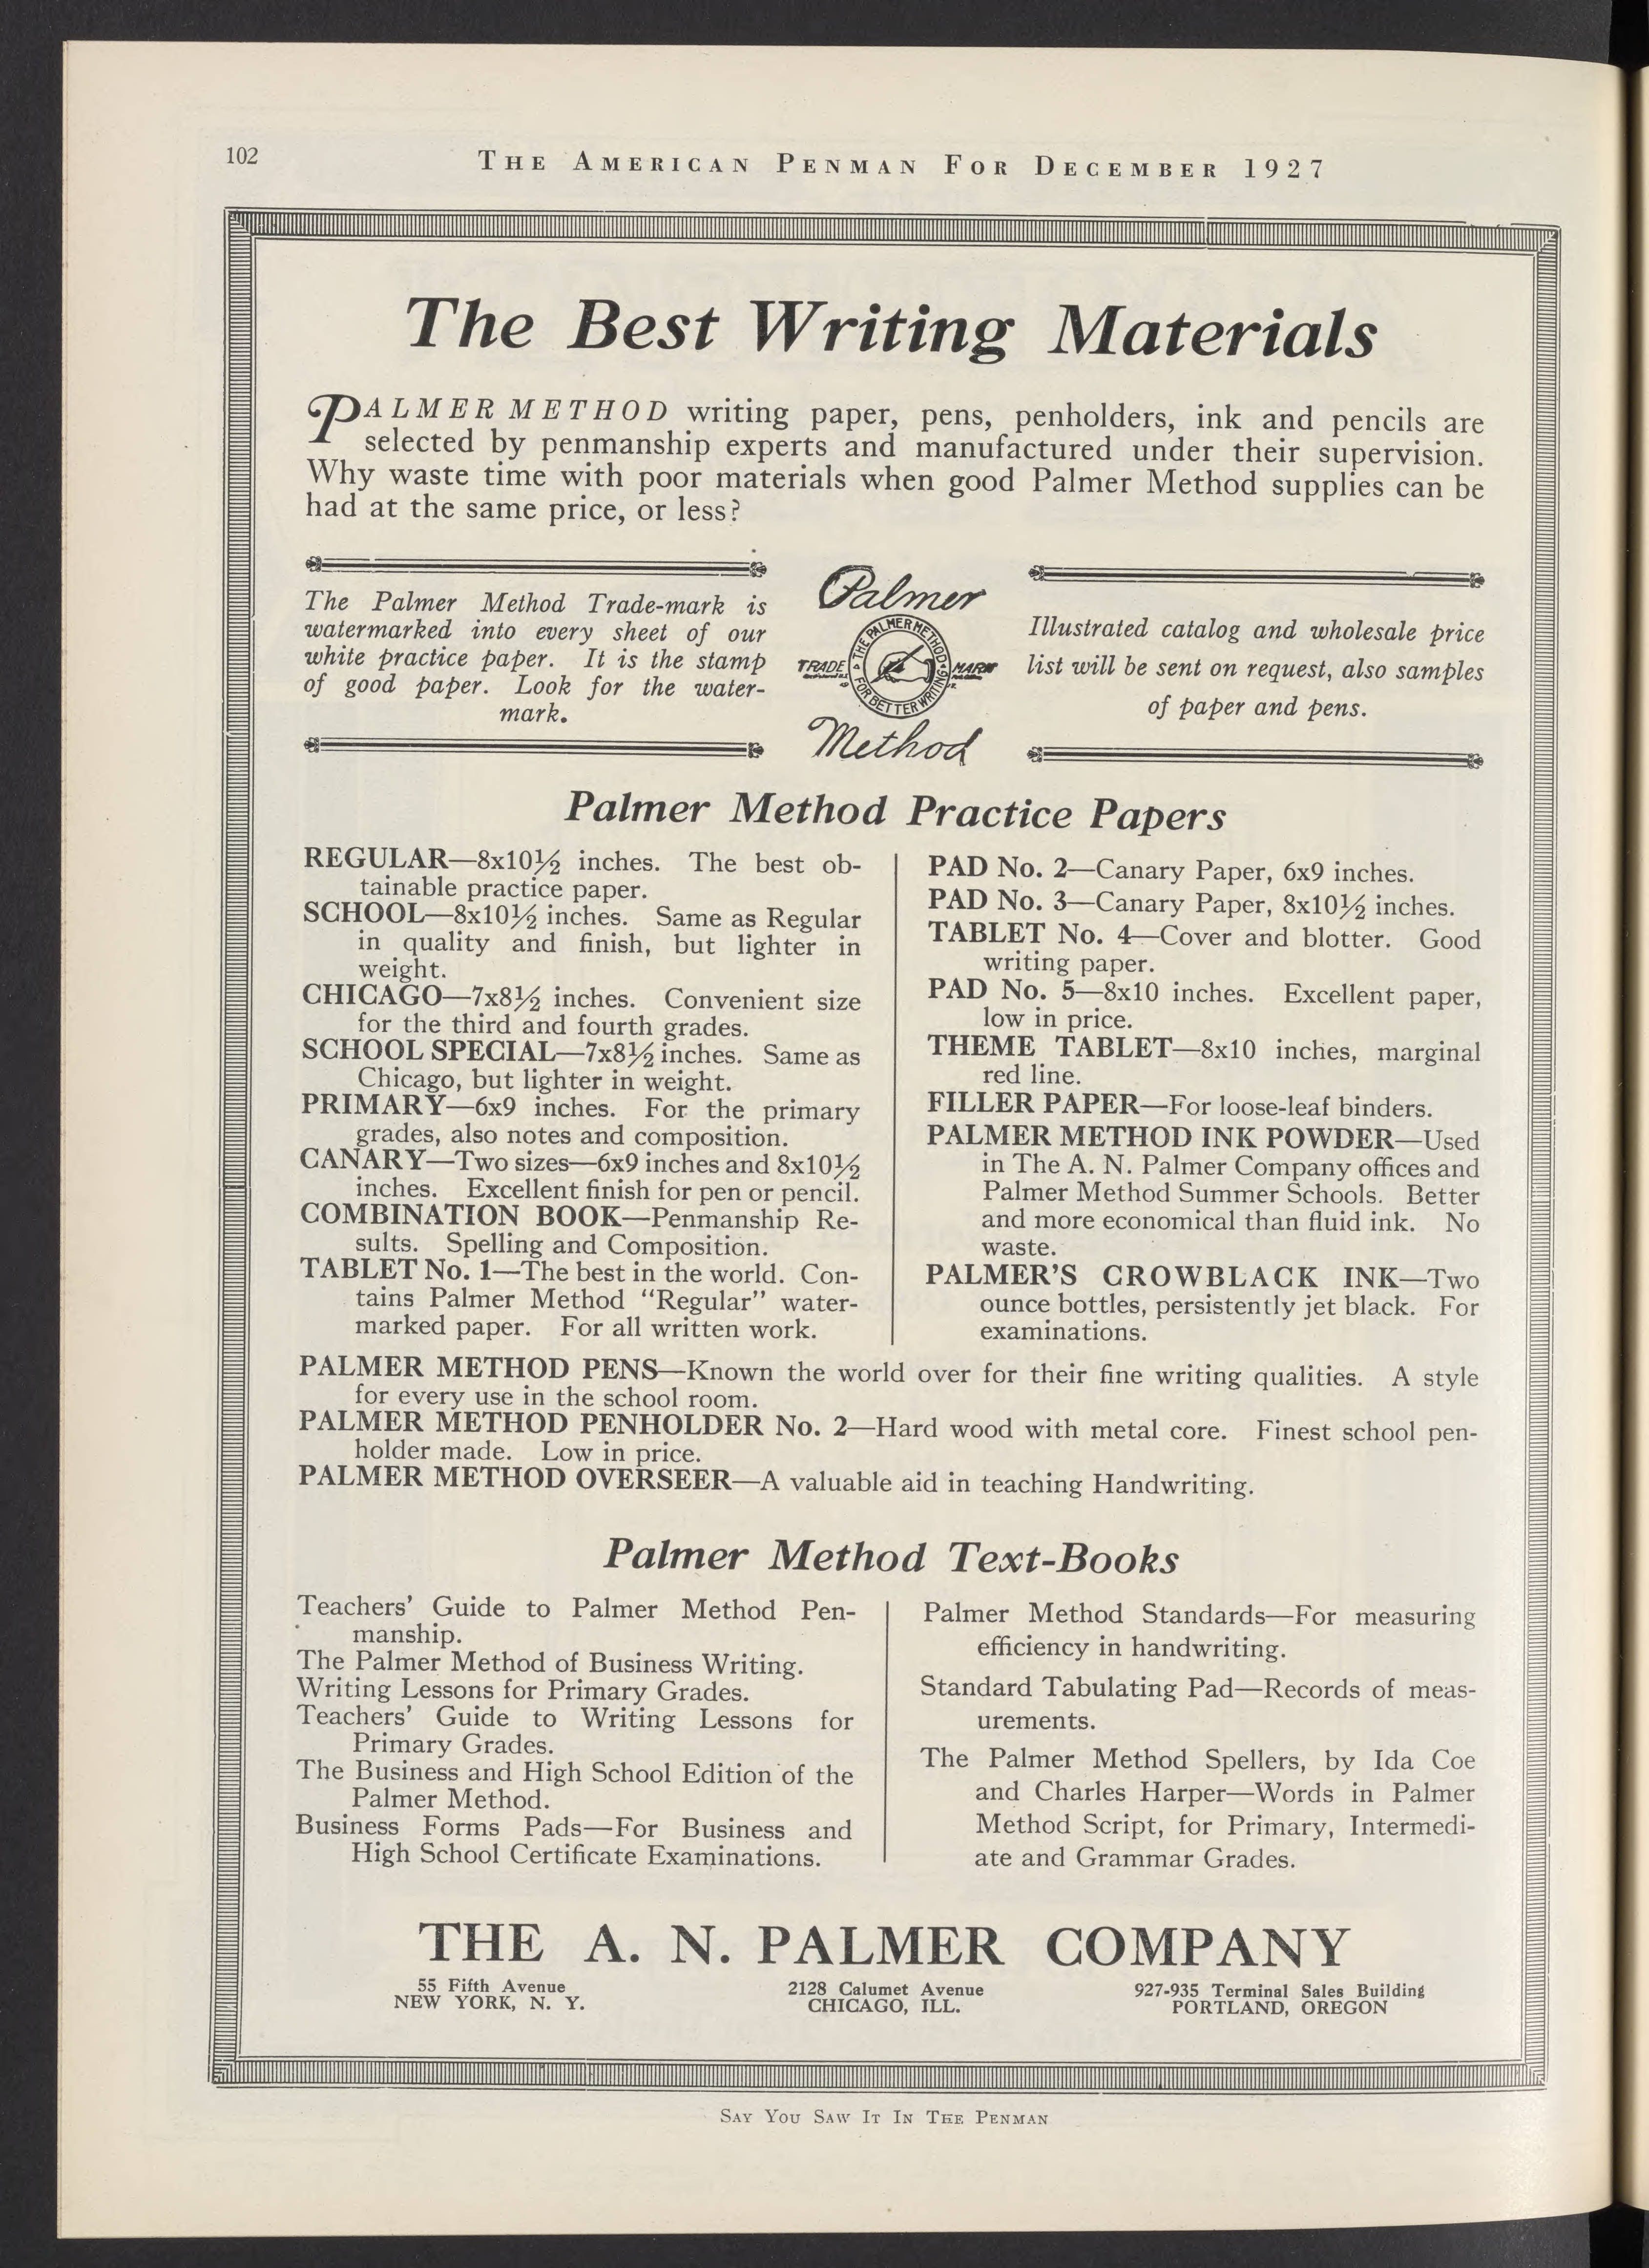 102
THE AMERICAN PENMAN FOR DECEMBER 1927
The Best Writing Materials
PALMER METHOD writing paper, pens, penholders, ink and pencils are
selected by penmanship experts and manufactured under their supervision.
Why waste time with poor materials when good Palmer Method supplies can be
had at the same price, or less?
The Palmer Method Trade-mark is
watermarked into every sheet of our
white practice paper. It is the stamp
of good paper. Look for the water-
mark.
Palmer
THE PALMER METHOD
FOR BETTER WRITING
TRADE MARK
Method
Illustrated catalog and wholesale price
list will be sent on request, also samples
of paper and pens.
Palmer Method Practice Papers
REGULAR—8x10½ inches. The best ob-
tainable practice paper.
SCHOOL—8x10½ inches. Same as Regular
in quality and finish, but lighter in
weight.
CHICAGO—7x8½ inches. Convenient size
for the third and fourth grades.
SCHOOL SPECIAL—7x8½ inches. Same as
Chicago, but lighter in weight.
PRIMARY—6x9 inches. For the primary
grades, also notes and composition.
CANARY—Two sizes—6x9 inches and 8x10½
inches. Excellent finish for pen or pencil.
COMBINATION BOOK—Penmanship Re-
sults. Spelling and Composition.
TABLET No. 1—The best in the world. Con-
tains Palmer Method "Regular" water-
marked paper. For all written work.
PAD No. 2—Canary Paper, 6x9 inches.
PAD No. 3—Canary Paper, 8x10½ inches.
TABLET No. 4—Cover and blotter. Good
writing paper.
PAD No. 5—8x10 inches. Excellent paper,
low in price.
THEME TABLET—8x10 inches, marginal
red line.
FILLER PAPER—For loose-leaf binders.
PALMER METHOD INK POWDER—Used
in The A. N. Palmer Company offices and
Palmer Method Summer Schools. Better
and more economical than fluid ink. No
waste.
PALMER'S CROWBLACK INK—Two
ounce bottles, persistently jet black. For
examinations.
PALMER METHOD PENS—Known the world over for their fine writing qualities. A style
for every use in the school room.
PALMER METHOD PENHOLDER No. 2—Hard wood with metal core. Finest school pen-
holder made. Low in price.
PALMER METHOD OVERSEER—A valuable aid in teaching Handwriting.
Palmer Method Text-Books
Teachers' Guide to Palmer Method Pen-
manship.
The Palmer Method of Business Writing.
Writing Lessons for Primary Grades.
Teachers' Guide to Writing Lessons for
Primary Grades.
The Business and High School Edition of the
Palmer Method.
Business Forms Pads—For Business and
High School Certificate Examinations.
Palmer Method Standards—For measuring
efficiency in handwriting.
Standard Tabulating Pad—Records of meas-
urements.
The Palmer Method Spellers, by Ida Coe
and Charles Harper—Words in Palmer
Method Script, for Primary, Intermedi-
ate and Grammar Grades.
THE A. N. PALMER COMPANY
55 Fifth Avenue
NEW YORK, N. Y.
2128 Calumet Avenue
CHICAGO, ILL.
927-935 Terminal Sales Building
PORTLAND, OREGON
SAY YOU SAW IT IN THE PENMAN